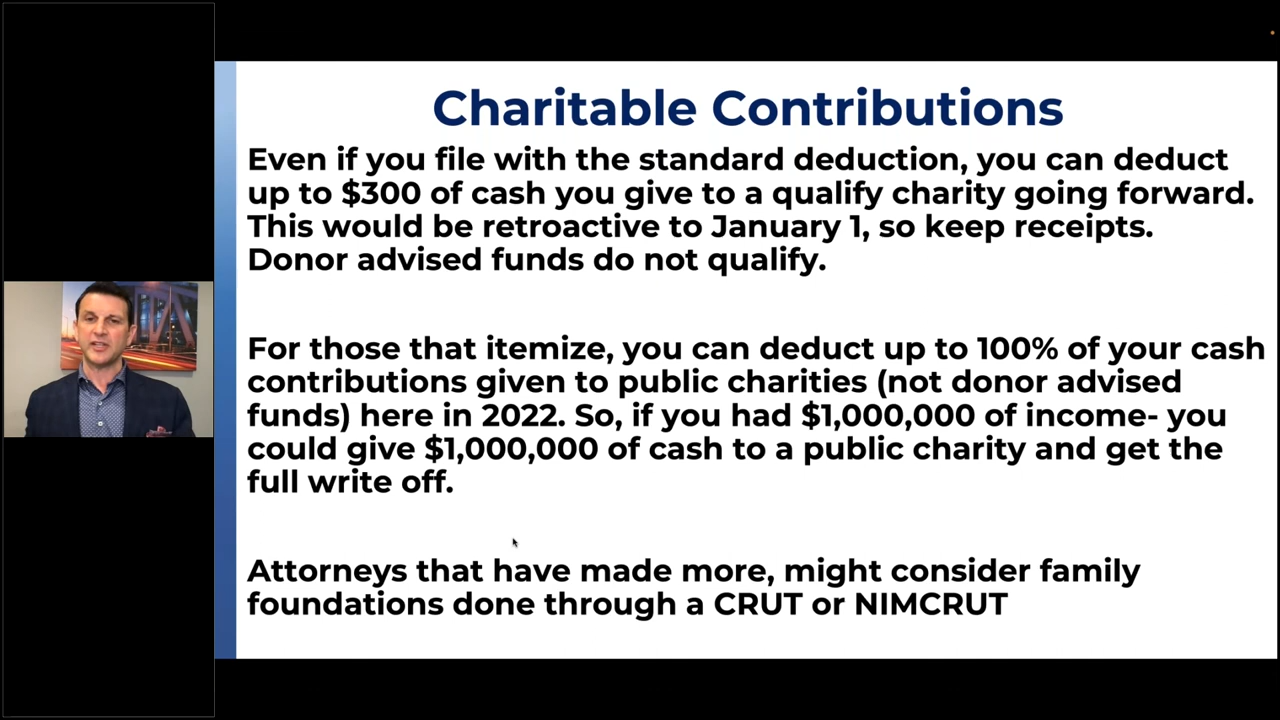 Charitable Contributions
Even if you file with the standard deduction, you can deduct
up to $300 of cash you give to a qualify charity going forward.
This would be retroactive to January 1, so keep receipts.
Donor advised funds do not qualify.
For those that itemize, you can deduct up to 100% of your cash
contributions given to public charities (not donor advised
funds) here in 2022. So, if you had $1,000,000 of income- you
could give $1,000,000 of cash to a public charity and get the
full write off.
Attorneys that have made more, might consider family
foundations done through a CRUT or NIMCRUT